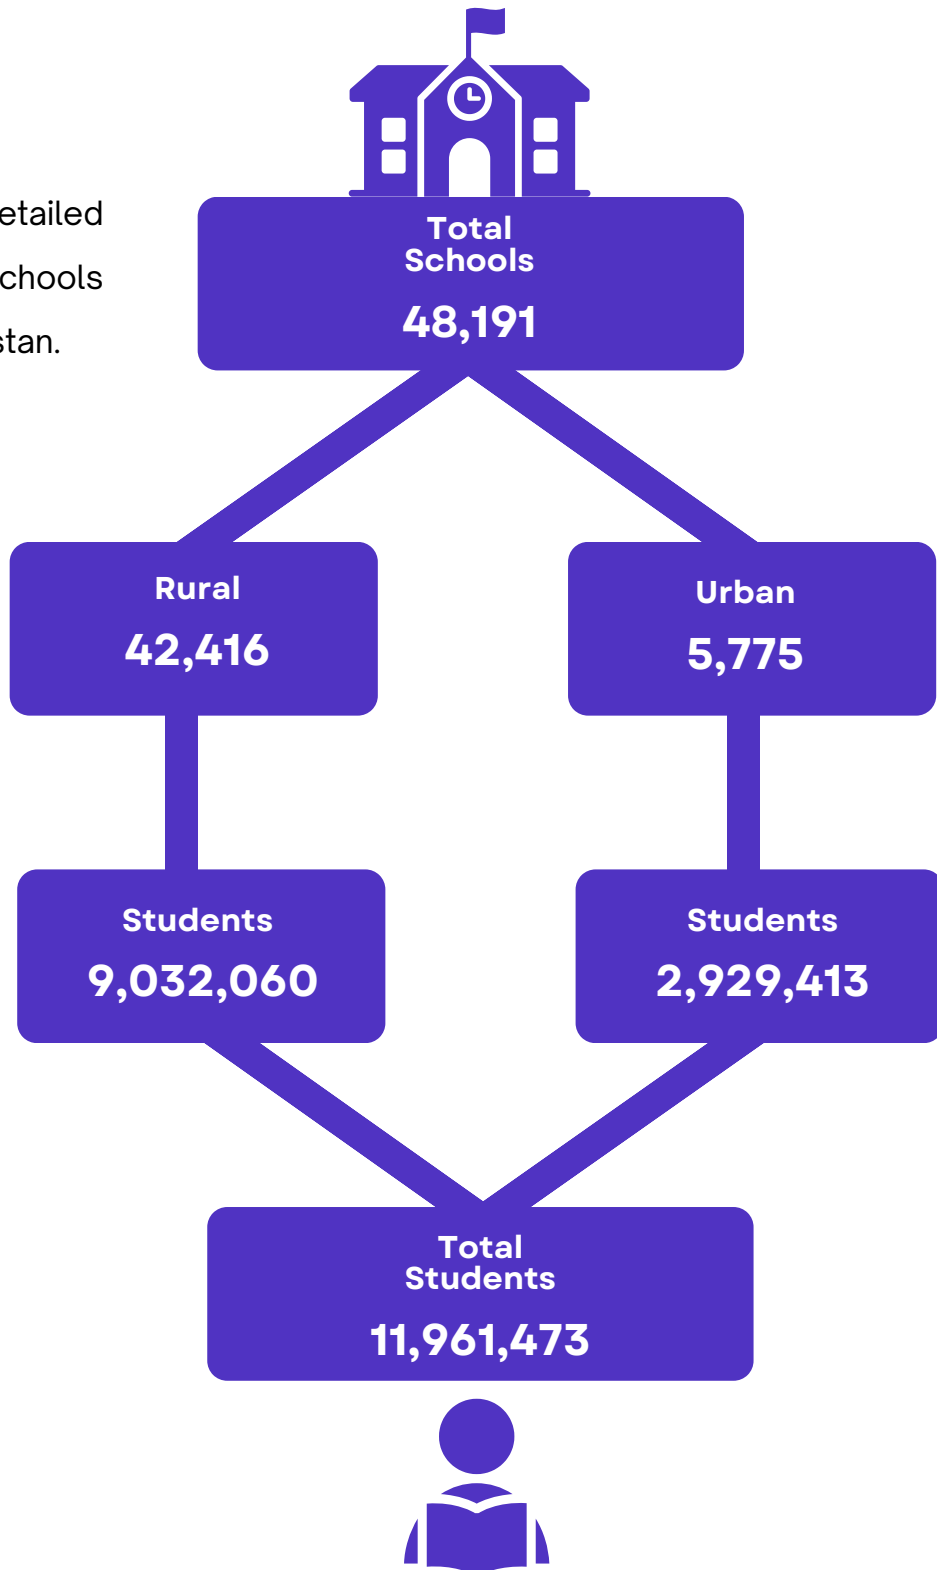 etailed
chools
stan.
Total
Schools
48,191
Rural
42,416
Urban
5,775
Students
9,032,060
Students
2,929,413
Total
Students
11,961,473